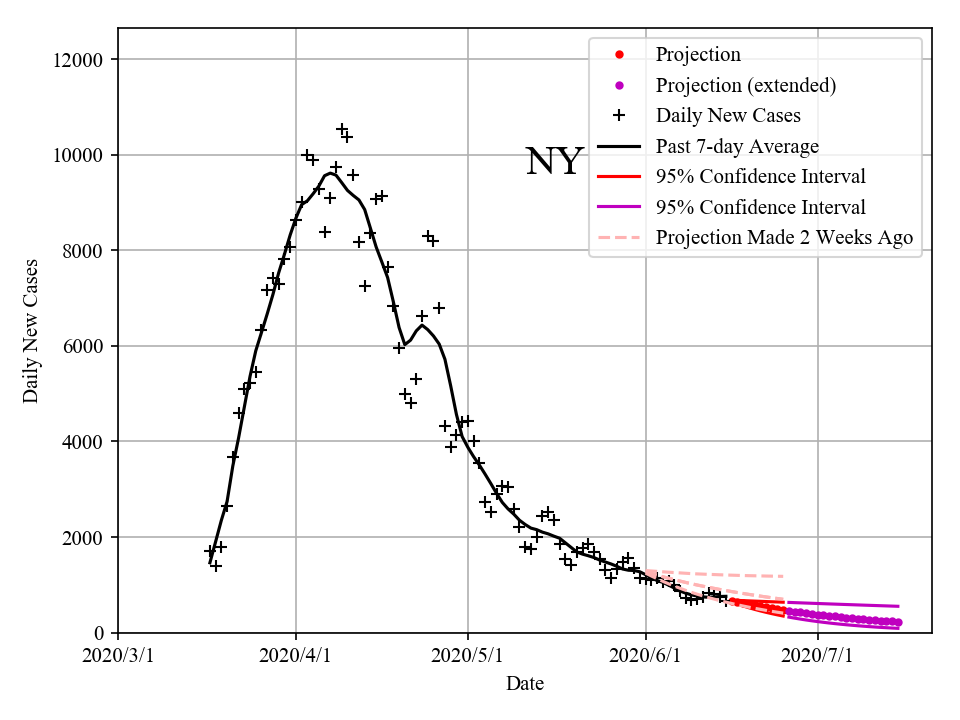 12000
10000
8000
6000
4000
2000
0
Daily New Cases
NY
Projection
Projection (extended)
Daily New Cases
Past 7-day Average
95% Confidence Interval
95% Confidence Interval
Projection Made 2 Weeks Ago
2020/3/1 2020/4/1 2020/5/1 2020/6/1 2020/7/1
Date